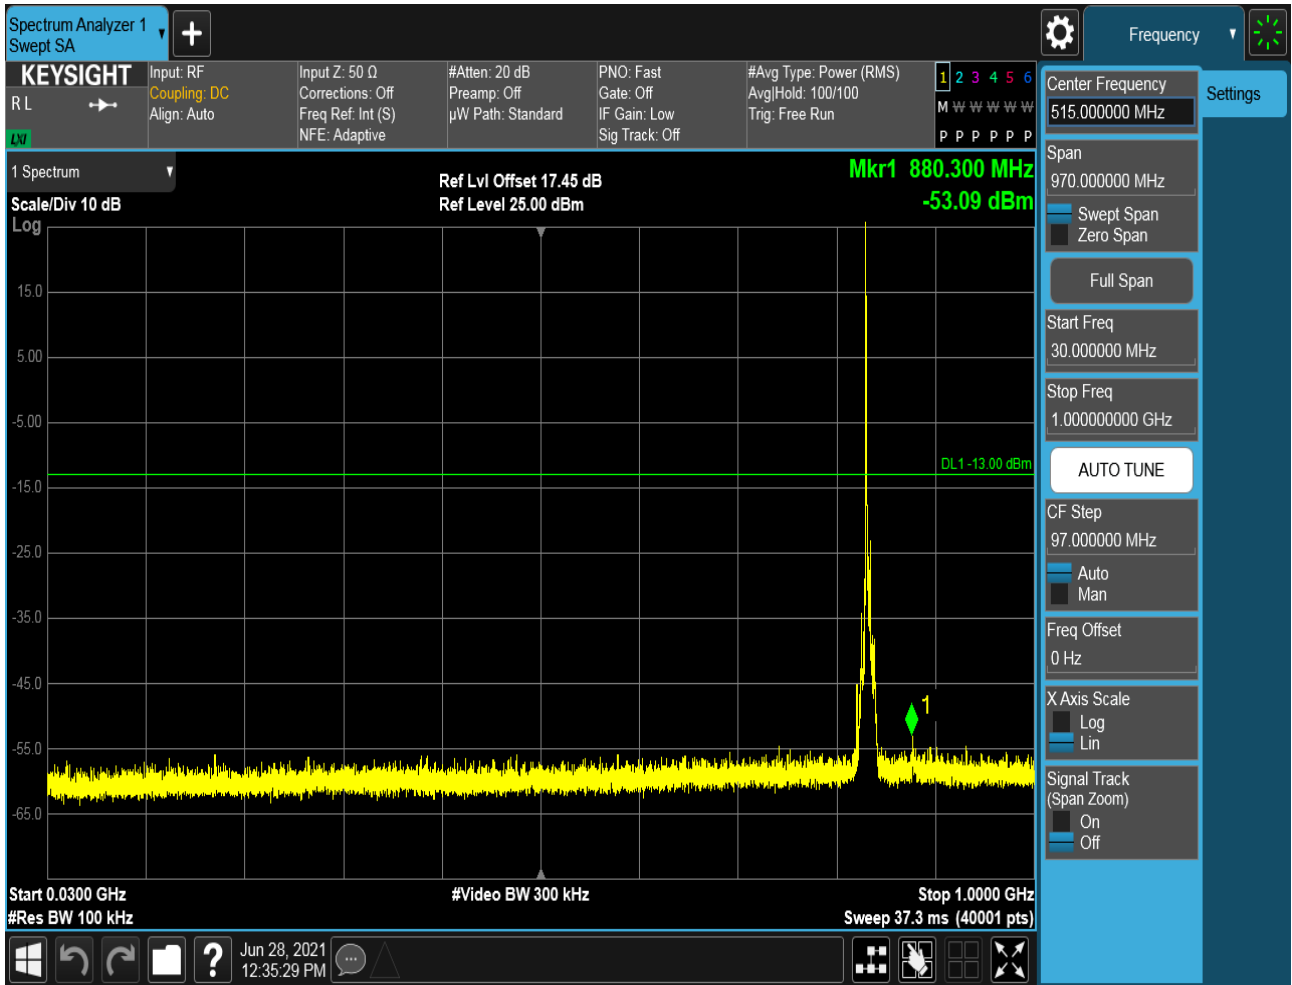 Spectrum Analyzer 1
Swept SA
Frequency
KEYSIGHT
R L
LXI
Input: RF
Coupling: DC
Align: Auto
Input Z: 50 Ω
Corrections: Off
Freq Ref: Int (S)
NFE: Adaptive
#Atten: 20 dB
Preamp: Off
µW Path: Standard
PNO: Fast
Gate: Off
IF Gain: Low
Sig Track: Off
#Avg Type: Power (RMS)
Avg|Hold: 100/100
Trig: Free Run
1 2 3 4 5 6
M W W W W W
P P P P P P
1 Spectrum
Scale/Div 10 dB
Log
Ref Lvl Offset 17.45 dB
Ref Level 25.00 dBm
Mkr1 880.300 MHz
-53.09 dBm
15.0
5.00
-5.00
DL1 -13.00 dBm
-15.0
-25.0
-35.0
-45.0
1
-55.0
-65.0
Start 0.0300 GHz
#Res BW 100 kHz
#Video BW 300 kHz
Stop 1.0000 GHz
Sweep 37.3 ms (40001 pts)
Center Frequency
515.000000 MHz
Settings
Span
970.000000 MHz
Swept Span
Zero Span
Full Span
Start Freq
30.000000 MHz
Stop Freq
1.000000000 GHz
AUTO TUNE
CF Step
97.000000 MHz
Auto
Man
Freq Offset
0 Hz
X Axis Scale
Log
Lin
Signal Track
(Span Zoom)
On
Off
?
Jun 28, 2021
12:35:29 PM